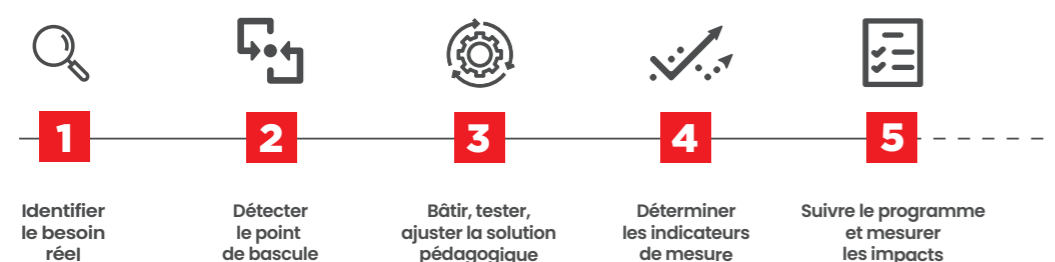 1
2
3
4
5
Identifier
le besoin
réel
Détecter
le point
de bascule
Bâtir, tester,
ajuster la solution
pédagogique
Déterminer
les indicateurs
de mesure
Suivre le programme
et mesurer
les impacts